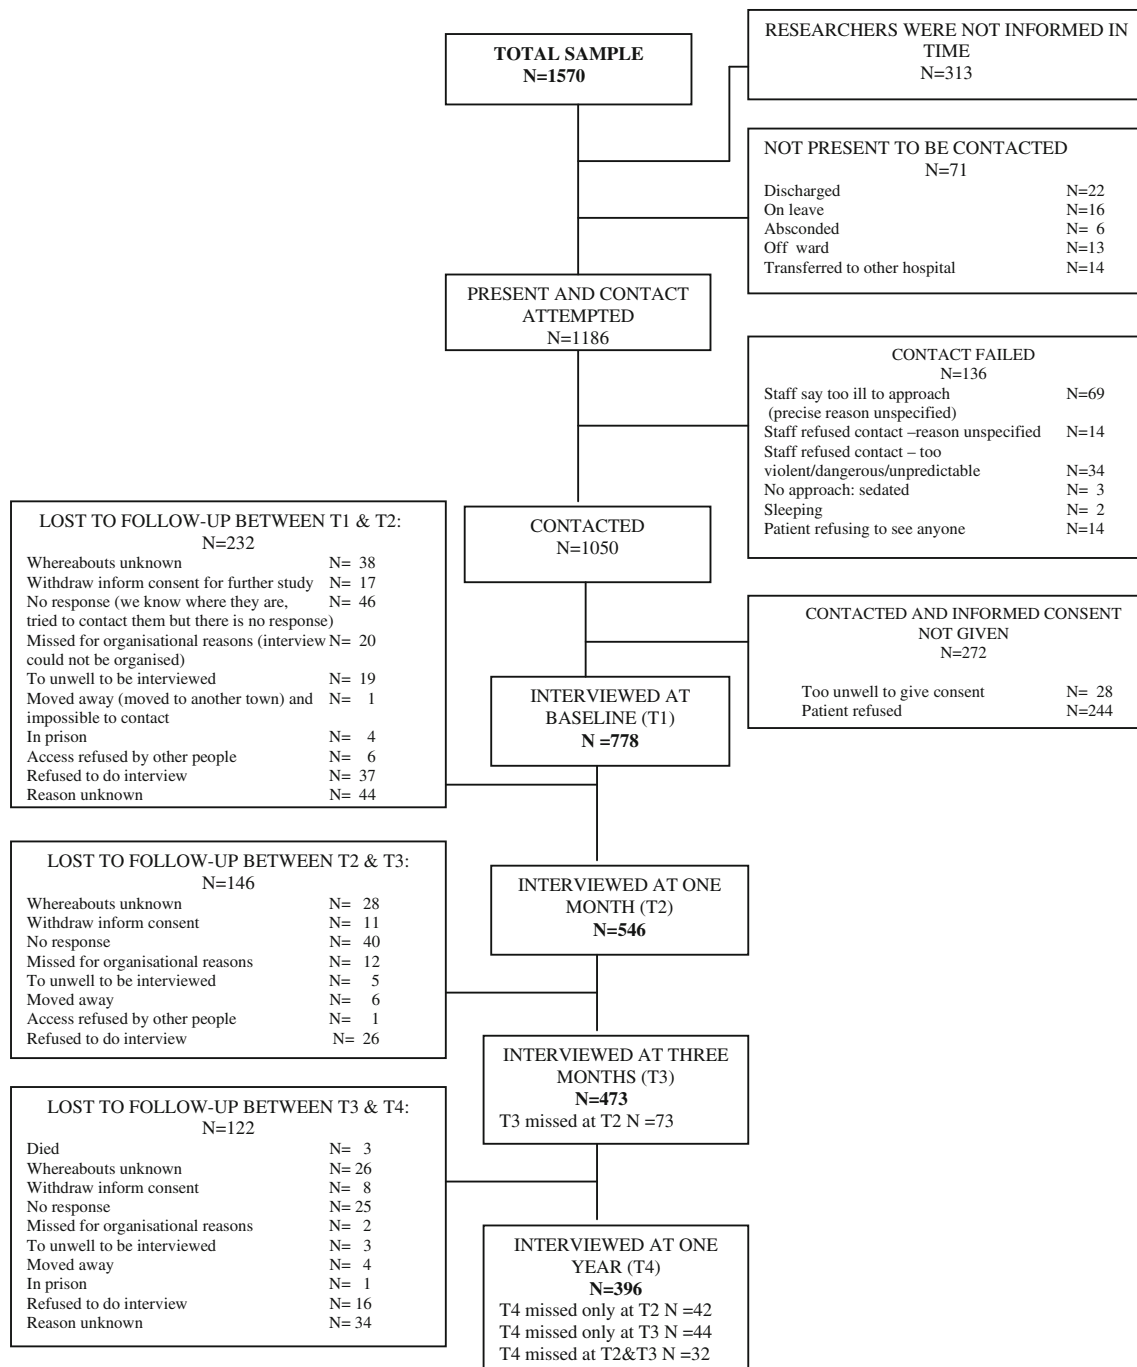 TOTAL SAMPLE
N=1570
RESEARCHERS WERE NOT INFORMED IN
TIME
N=313
NOT PRESENT TO BE CONTACTED
N=71
Discharged N=22
On leave N=16
Absconded N= 6
Off ward N=13
Transferred to other hospital N=14
PRESENT AND CONTACT
ATTEMPTED
N=1186
CONTACT FAILED
N=136
Staff say too ill to approach N=69
(precise reason unspecified)
Staff refused contact –reason unspecified N=14
Staff refused contact – too
violent/dangerous/unpredictable N=34
No approach: sedated N= 3
Sleeping N= 2
Patient refusing to see anyone N=14
CONTACTED
N=1050
CONTACTED AND INFORMED CONSENT
NOT GIVEN
N=272
Too unwell to give consent N= 28
Patient refused N=244
LOST TO FOLLOW-UP BETWEEN T1 & T2:
N=232
Whereabouts unknown N= 38
Withdraw inform consent for further study N= 17
No response (we know where they are, N= 46
tried to contact them but there is no response)
Missed for organisational reasons (interview N= 20
could not be organised)
To unwell to be interviewed N= 19
Moved away (moved to another town) and N= 1
impossible to contact
In prison N= 4
Access refused by other people N= 6
Refused to do interview N= 37
Reason unknown N= 44
INTERVIEWED AT
BASELINE (T1)
N =778
LOST TO FOLLOW-UP BETWEEN T2 & T3:
N=146
Whereabouts unknown N= 28
Withdraw inform consent N= 11
No response N= 40
Missed for organisational reasons N= 12
To unwell to be interviewed N= 5
Moved away N= 6
Access refused by other people N= 1
Refused to do interview N= 26
INTERVIEWED AT ONE
MONTH (T2)
N=546
INTERVIEWED AT THREE
MONTHS (T3)
N=473
T3 missed at T2 N =73
LOST TO FOLLOW-UP BETWEEN T3 & T4:
N=122
Died N= 3
Whereabouts unknown N= 26
Withdraw inform consent N= 8
No response N= 25
Missed for organisational reasons N= 2
To unwell to be interviewed N= 3
Moved away N= 4
In prison N= 1
Refused to do interview N= 16
Reason unknown N= 34
INTERVIEWED AT ONE
YEAR (T4)
N=396
T4 missed only at T2 N =42
T4 missed only at T3 N =44
T4 missed at T2&T3 N =32